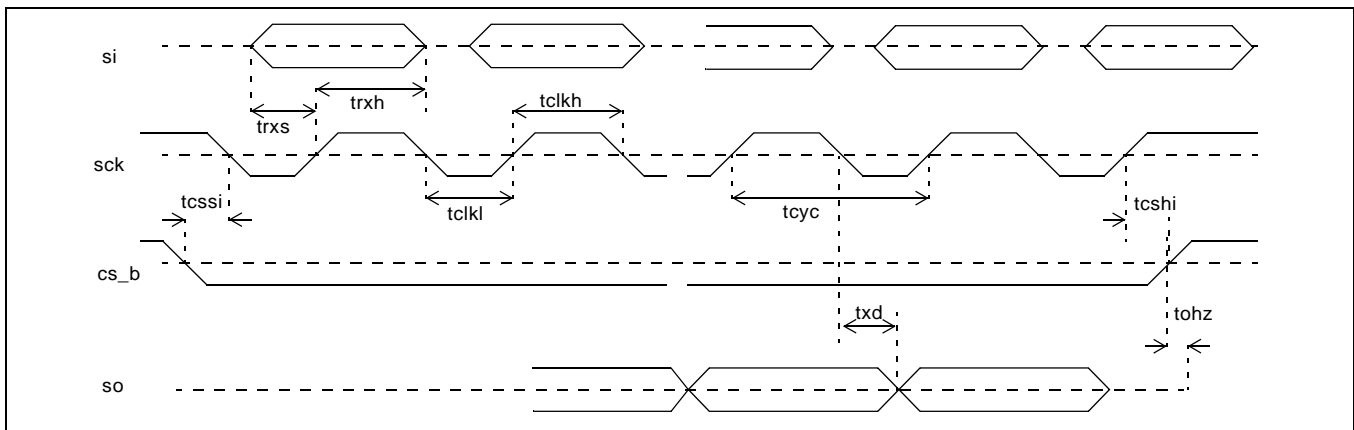 si
trxs
trxh
tclkh
sck
tcssi
tclkl
tcyc
tcshi
cs_b
txd
tohz
so